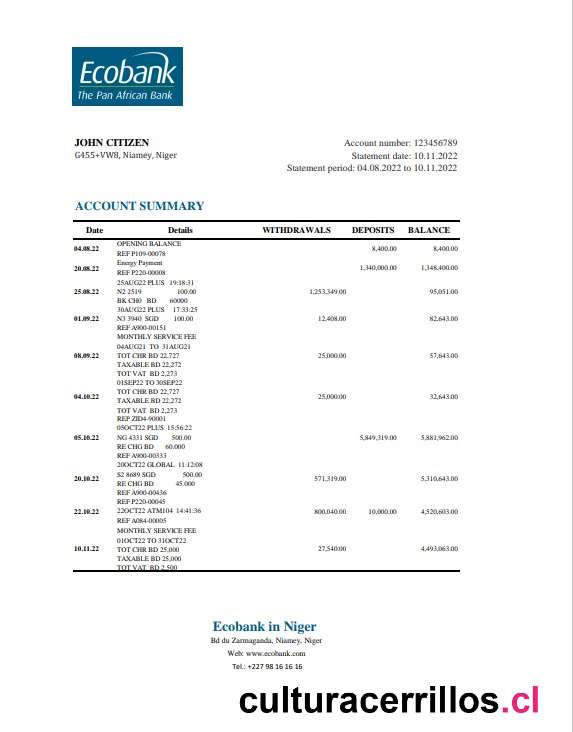 Ecobank
The Pan African Bank
JOHN CITIZEN
G455+VW8, Niamey, Niger
Account number: 123456789
Statement date: 10.11.2022
Statement period: 04.08.2022 to 10.11.2022
ACCOUNT SUMMARY
Date Details WITHDRAWALS DEPOSITS BALANCE
OPENING BALANCE
04.08.22 8,400.00 8,400.00
REF P109-00078
Energy Payment
20.08.22 1,340,000.00 1,348,400.00
REF P220-00008
25AUG22 PLUS 19:18:31
25.08.22 N2 2519 100:00 1,253,349.00 95,051.00
BK CH0 BD 60000
30AUG22 PLUS 17:33:25
01.09.22 N3 3940 SGD 100.00 12,408.00 82,643.00
REF A900-00151
MONTHLY SERVICE FEE
04AUG21 TO 31AUG21
08.09.22 TOT CHR BD 22,727 25,000.00 57,643.00
TAXABLE BD 22,272
TOT VAT BD 2,273
01SEP22 TO 30SEP22
TOT CHR BD 22,727
04.10.22 TAXABLE BD 22,272 25,000.00 32,643.00
TOT VAT BD 2,273
REF ZID4-90001
05OCT22 PLUS 15:56:22
05.10.22 NG 4331 SGD 500.00 5,849,319.00 5,881,962.00
RE CHG BD 60.000
REF A900-00333
20OCT22 GLOBAL 11:12:08
20.10.22 S2 8689 SGD 500.00 571,319.00 5,310,643.00
RE CHG BD 45.000
REF A900-00436
REF P220-00045
22.10.22 22OCT22 ATM104 14:41:36 800,040.00 10,000.00 4,520,603.00
REF A084-00005
MONTHLY SERVICE FEE
01OCT22 TO 31OCT22
10.11.22 TOT CHR BD 25,000 27,540.00 4,493,063.00
TAXABLE BD 25,000
TOT VAT BD 2,500
Ecobank in Niger
Bd du Zarmaganda, Niamey, Niger
Web: www.ecobank.com
Tel.: +227 98 16 16 16
culturacerrillos.cl